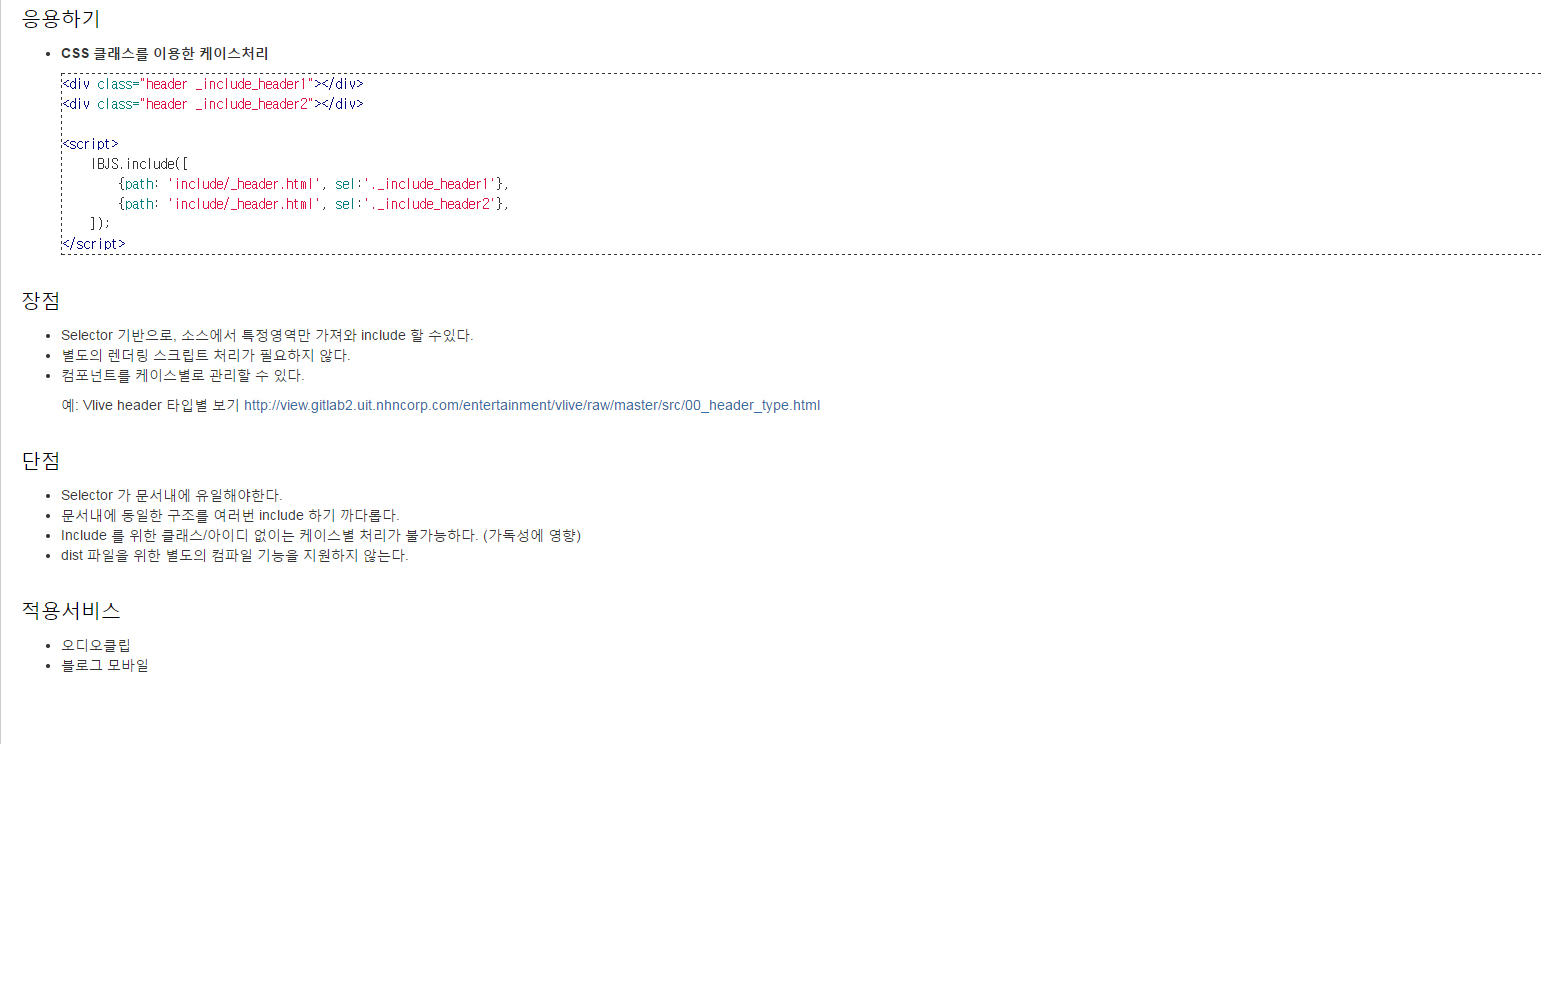 응용하기
CSS 클래스를 이용한 케이스처리
<div class="header _include_header1"></div>
<div class="header _include_header2"></div>
<script>
IBJS.include([
{path: 'include/_header.html', sel:'._include_header1'},
{path: 'include/_header.html', sel:'._include_header2'},
]);
</script>
장점
Selector 기반으로, 소스에서 특정영역만 가져와 include 할 수있다.
별도의 렌더링 스크립트 처리가 필요하지 않다.
컴포넌트를 케이스별로 관리할 수 있다.
예: Vlive header 타입별 보기 http://view.gitlab2.uit.nhncorp.com/entertainment/vlive/raw/master/src/00_header_type.html
단점
Selector 가 문서내에 유일해야한다.
문서내에 동일한 구조를 여러번 include 하기 까다롭다.
Include 를 위한 클래스/아이디 없이는 케이스별 처리가 불가능하다. (가독성에 영향)
dist 파일을 위한 별도의 컴파일 기능을 지원하지 않는다.
적용서비스
오디오클립
블로그 모바일